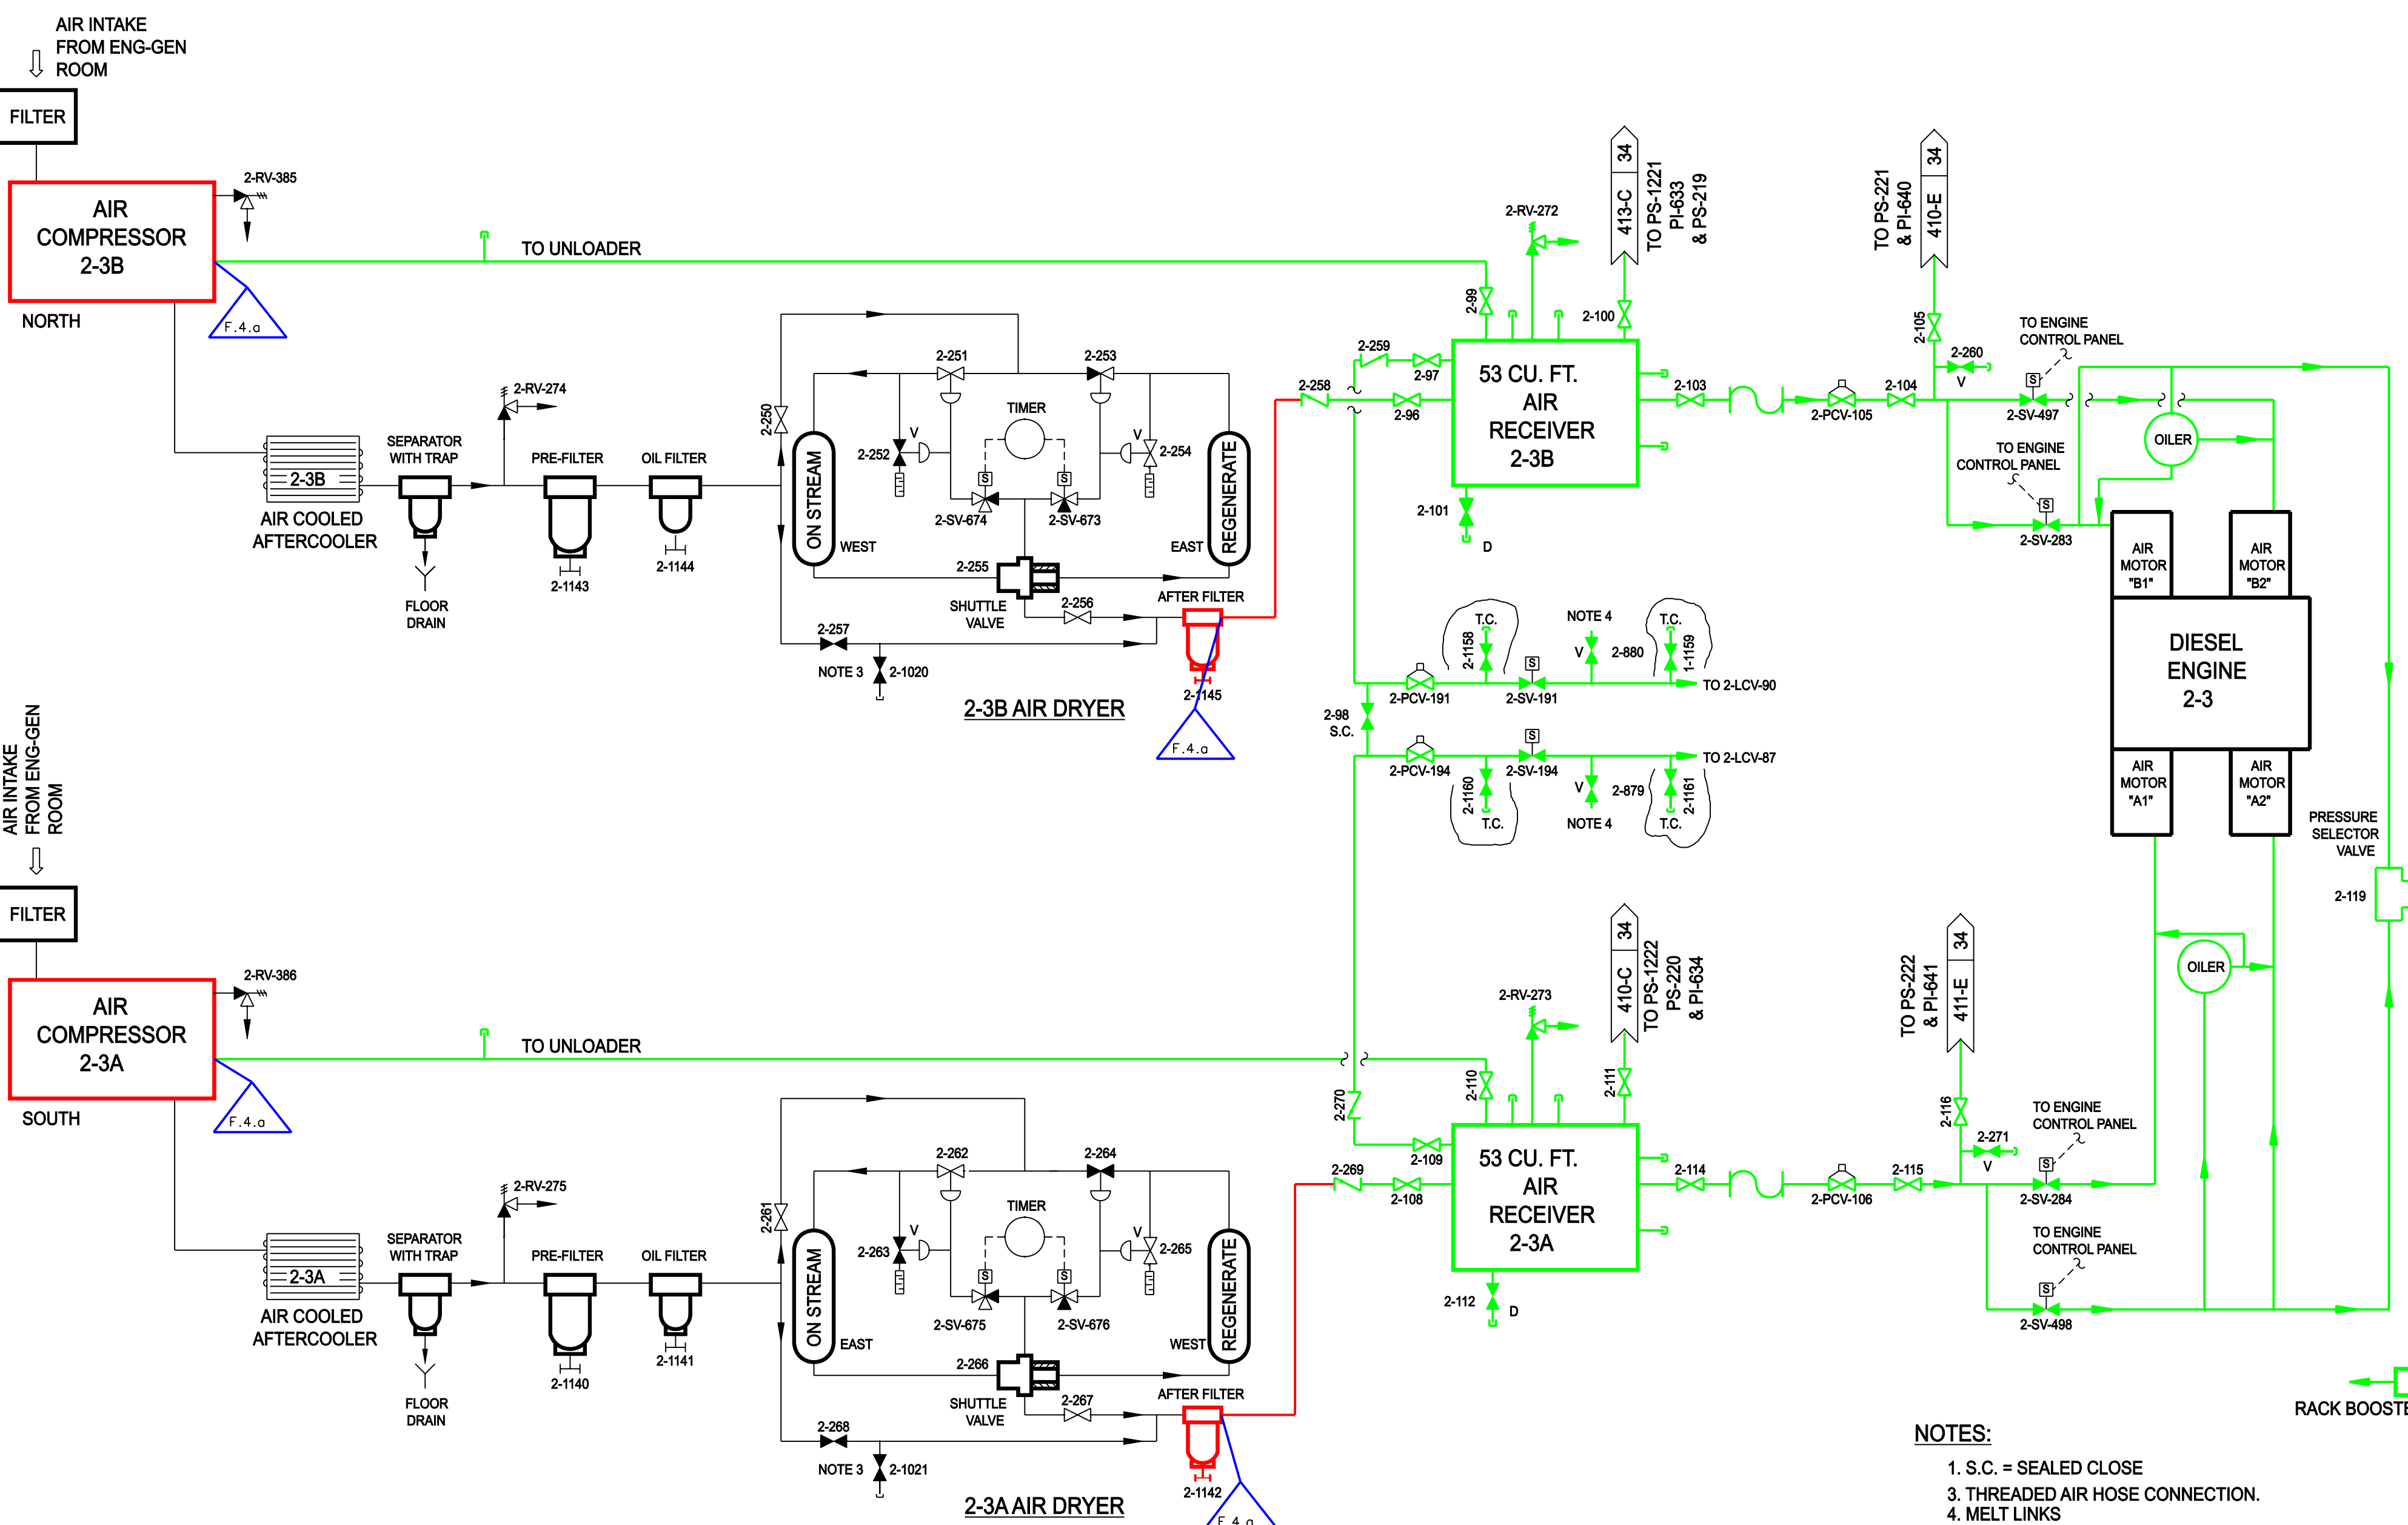 AIR INTAKE
FROM ENG-GEN
ROOM
FILTER
AIR
COMPRESSOR
2-3B
NORTH
2-RV-385
F.4.a
TO UNLOADER
2-3B
AIR COOLED
AFTERCOOLER
SEPARATOR
WITH TRAP
FLOOR
DRAIN
2-RV-274
PRE-FILTER
2-1143
OIL FILTER
2-1144
2-250
2-251
2-253
2-252
V
TIMER
V
2-254
ON STREAM
WEST
S
S
2-SV-674
2-SV-673
EAST
REGENERATE
2-255
SHUTTLE
VALVE
2-256
AFTER FILTER
2-257
NOTE 3
2-1020
2-1145
F.4.a
2-3B AIR DRYER
2-258
2-259
2-97
2-96
2-99
2-RV-272
2-100
413-C
34
TO PS-1221
PI-633
& PS-219
53 CU. FT.
AIR
RECEIVER
2-3B
2-101
D
2-103
2-PCV-105
2-104
2-105
TO PS-221
& PI-640
410-E
34
2-260
V
TO ENGINE
CONTROL PANEL
S
2-SV-497
TO ENGINE
CONTROL PANEL
S
2-SV-283
OILER
AIR
MOTOR
"B1"
AIR
MOTOR
"B2"
DIESEL
ENGINE
2-3
AIR
MOTOR
"A1"
AIR
MOTOR
"A2"
PRESSURE
SELECTOR
VALVE
2-119
T.C.
2-1158
NOTE 4
V
2-880
T.C.
1-1159
2-PCV-191
S
2-SV-191
TO 2-LCV-90
2-98
S.C.
2-PCV-194
S
2-SV-194
TO 2-LCV-87
2-1160
T.C.
V
2-879
NOTE 4
2-1161
T.C.
AIR INTAKE
FROM ENG-GEN
ROOM
FILTER
AIR
COMPRESSOR
2-3A
SOUTH
2-RV-386
F.4.a
TO UNLOADER
2-3A
AIR COOLED
AFTERCOOLER
SEPARATOR
WITH TRAP
FLOOR
DRAIN
2-RV-275
PRE-FILTER
2-1140
OIL FILTER
2-1141
2-261
2-262
2-264
2-263
V
TIMER
V
2-265
ON STREAM
EAST
S
S
2-SV-675
2-SV-676
WEST
REGENERATE
2-266
SHUTTLE
VALVE
2-267
AFTER FILTER
2-268
NOTE 3
2-1021
2-1142
F.4.a
2-3A AIR DRYER
2-269
2-270
2-109
2-108
2-110
2-RV-273
2-111
410-C
34
TO PS-1222
PS-220
& PI-634
53 CU. FT.
AIR
RECEIVER
2-3A
2-112
D
2-114
2-PCV-106
2-115
2-116
TO PS-222
& PI-641
411-E
34
2-271
V
OILER
TO ENGINE
CONTROL PANEL
S
2-SV-284
TO ENGINE
CONTROL PANEL
S
2-SV-498
RACK BOOSTE
NOTES:
1. S.C. = SEALED CLOSE
3. THREADED AIR HOSE CONNECTION.
4. MELT LINKS